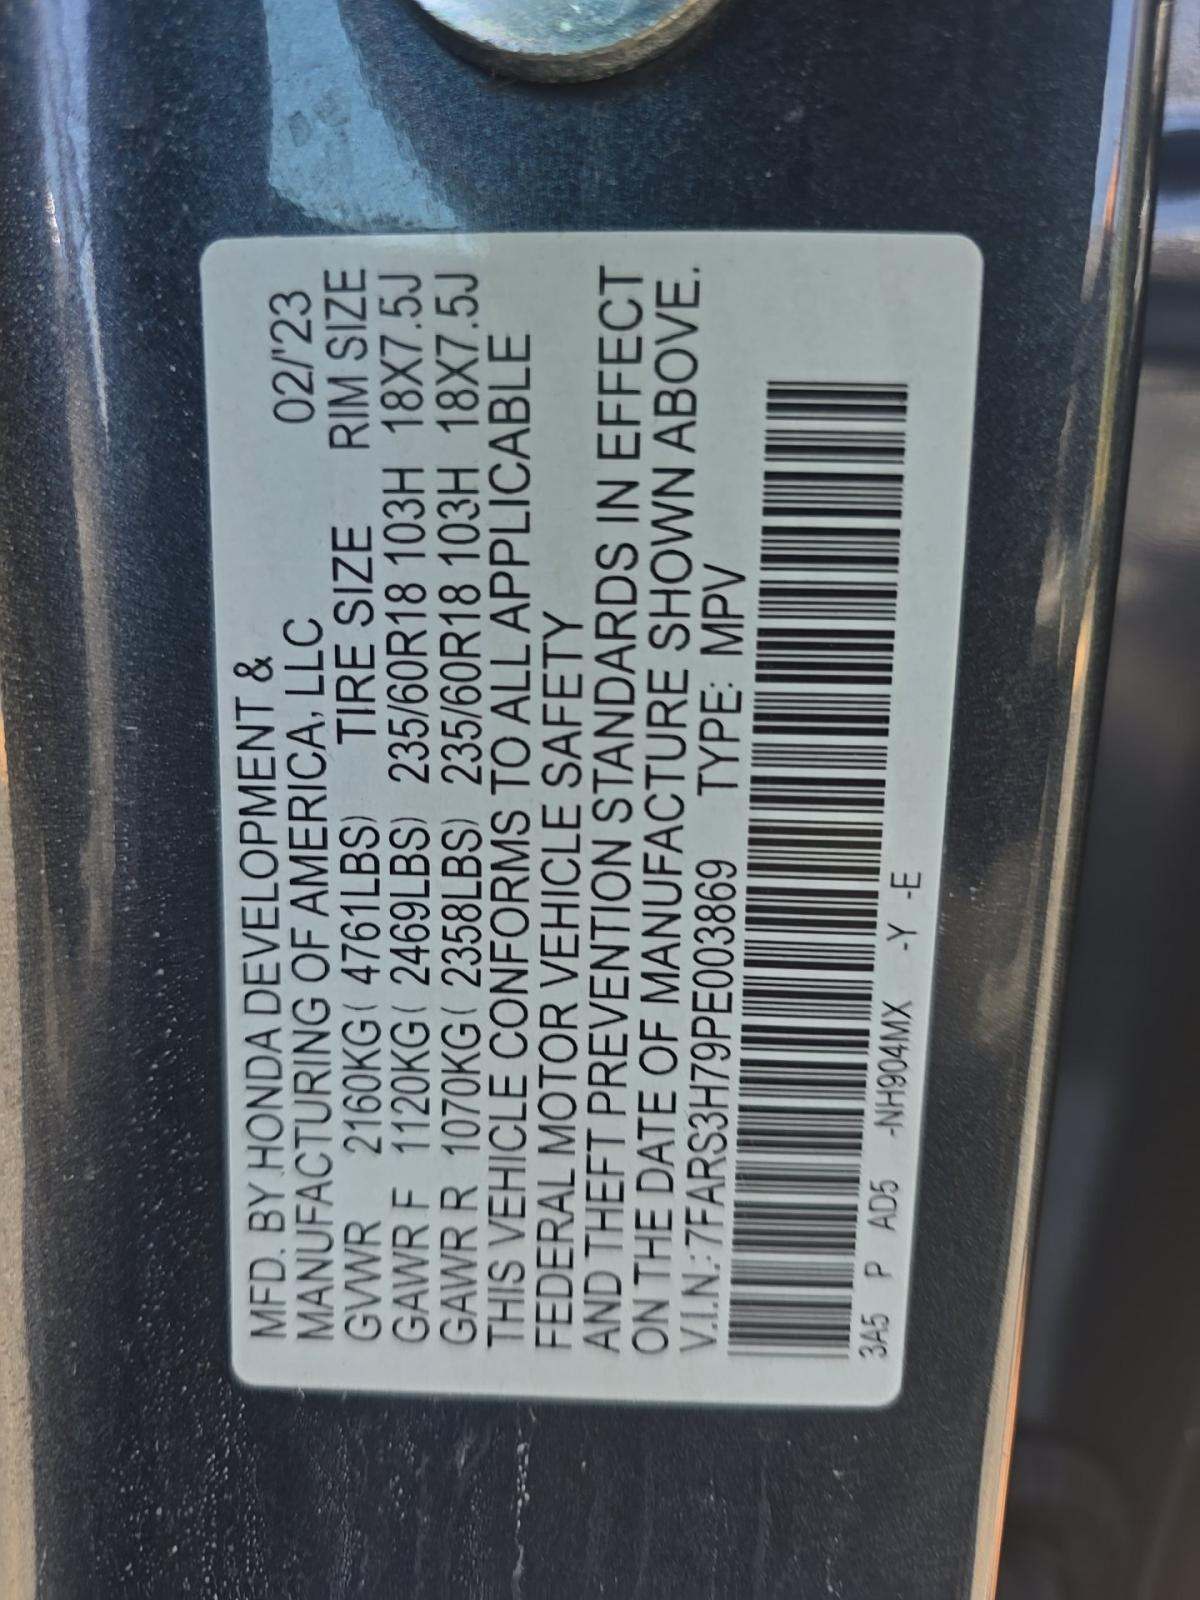 MFD. BY HONDA DEVELOPMENT &
MANUFACTURING OF AMERICA, LLC 02/'23
GVWR 2160KG( 4761LBS) TIRE SIZE RIM SIZE
GAWR F 1120KG( 2469LBS) 235/60R18 103H 18X7.5J
GAWR R 1070KG( 2358LBS) 235/60R18 103H 18X7.5J
THIS VEHICLE CONFORMS TO ALL APPLICABLE
FEDERAL MOTOR VEHICLE SAFETY
AND THEFT PREVENTION STANDARDS IN EFFECT
ON THE DATE OF MANUFACTURE SHOWN ABOVE.
V.I.N.:7FARS3H79PE003869 TYPE: MPV
3A5 P AD5 -NH904MX -Y -E